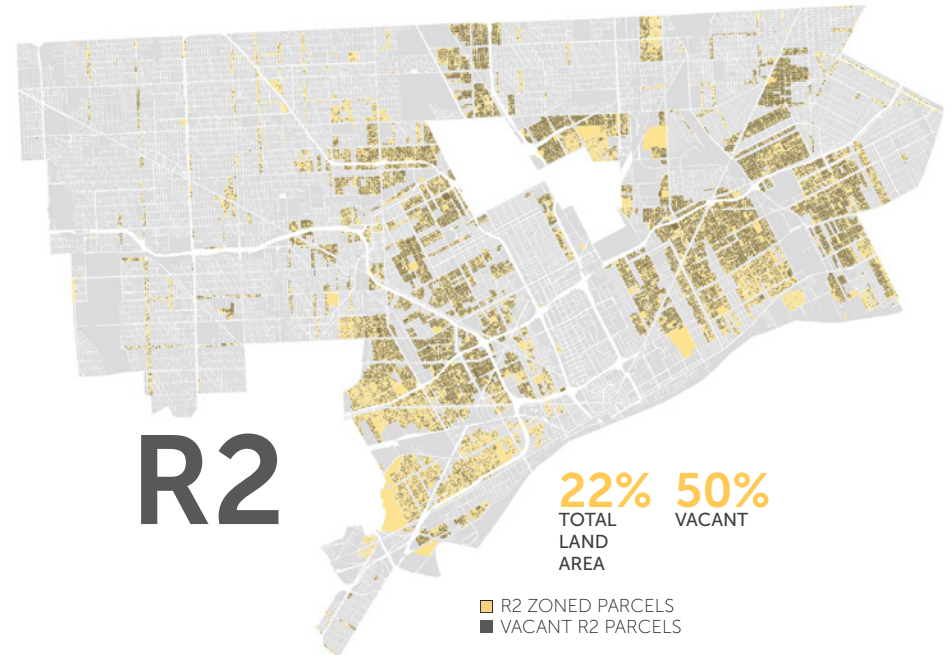 R2
22% 50%
TOTAL VACANT
LAND
AREA
R2 ZONED PARCELS
VACANT R2 PARCELS